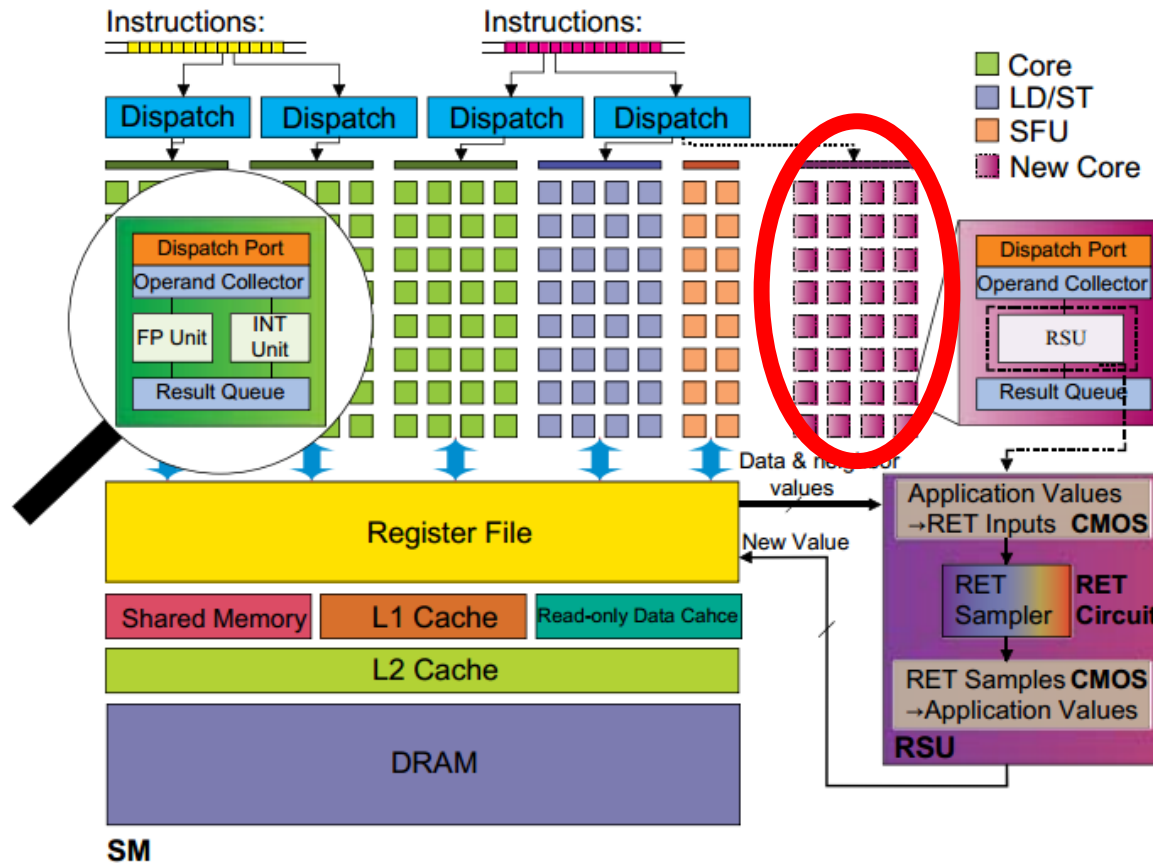 Instructions:
Instructions:
Core
LD/ST
SFU
New Core
Dispatch
Dispatch
Dispatch
Dispatch
Dispatch Port
Operand Collector
FP Unit
INT
Unit
Result Queue
Dispatch Port
Operand Collector
RSU
Result Queue
Data & neighbor
values
New Value
Register File
Shared Memory
L1 Cache
Read-only Data Cahce
L2 Cache
DRAM
SM
Application Values
→RET Inputs CMOS
RET
Sampler
RET
Circuit
RET Samples CMOS
→Application Values
RSU